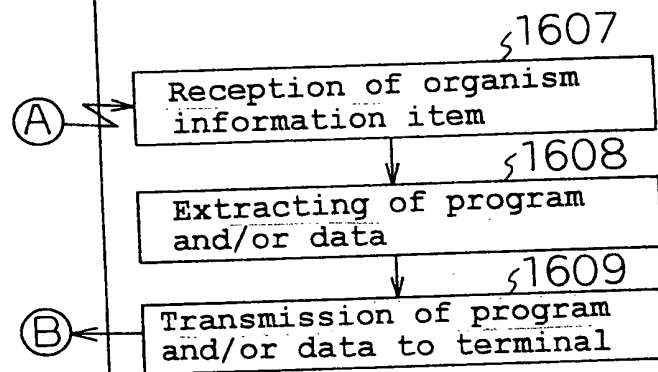 1607
Reception of organism
information item
A
1608
Extracting of program
and/or data
1609
Transmission of program
and/or data to terminal
B